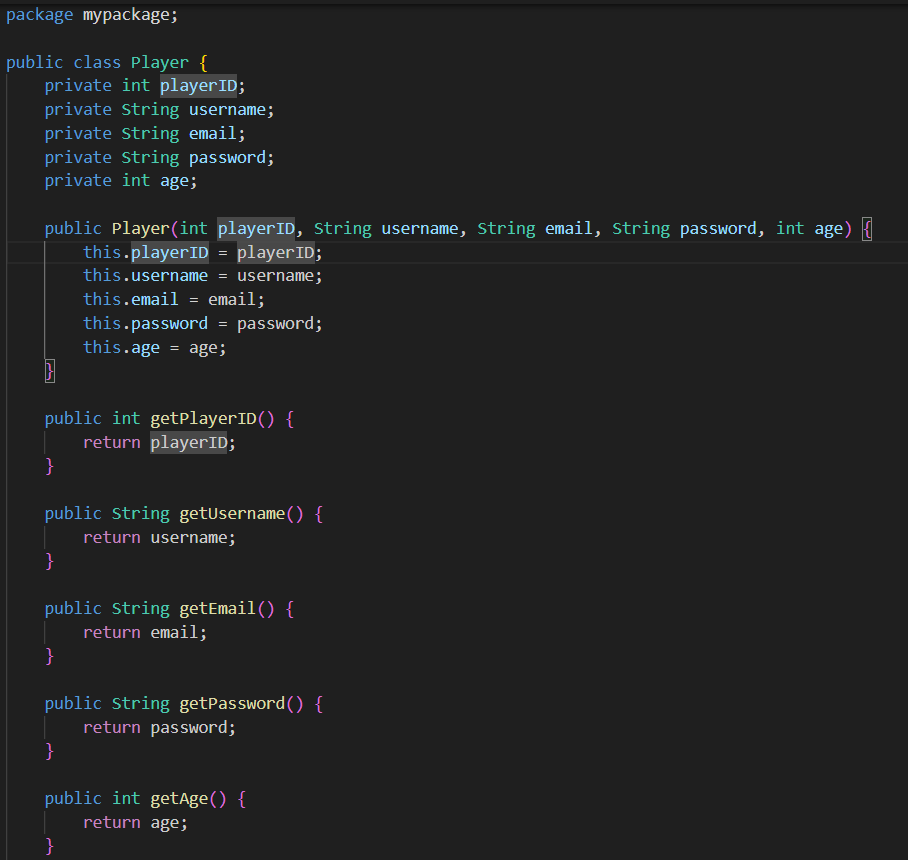 package mypackage;
public class Player {
private int playerID;
private String username;
private String email;
private String password;
private int age;
public Player(int playerID, String username, String email, String password, int age) {
this.playerID = playerID;
this.username = username;
this.email = email;
this.password = password;
this.age = age;
}
public int getPlayerID() {
return playerID;
}
public String getUsername() {
return username;
}
public String getEmail() {
return email;
}
public String getPassword() {
return password;
}
public int getAge() {
return age;
}